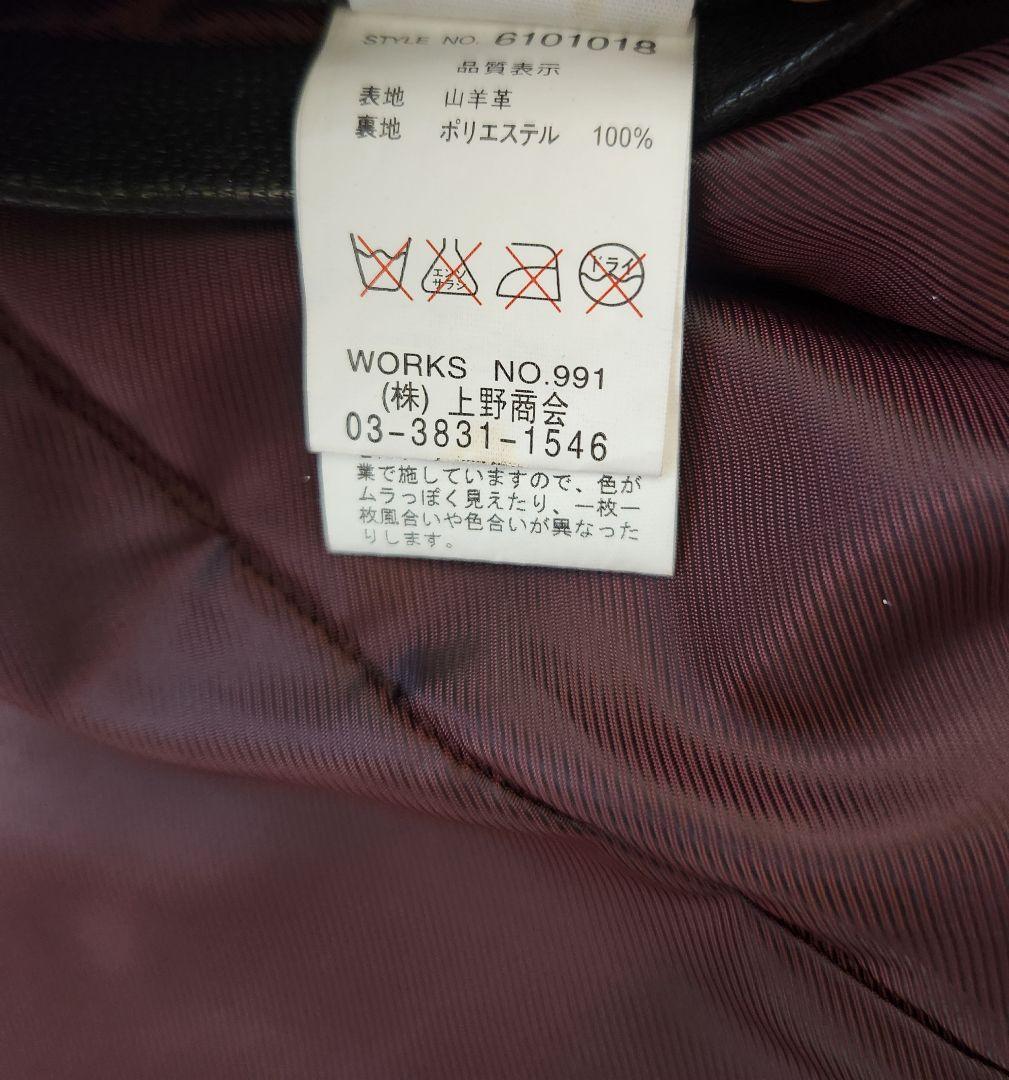 STYLE NO. 6101018
品質表示
表地 山羊革
裏地 ポリエステル 100%
エンソ サラシ ドライ
WORKS NO.991
(株) 上野商会
03-3831-1546
業で施していますので、色が
ムラっぽく見えたり、一枚一
枚風合いや色合いが異なった
りします。